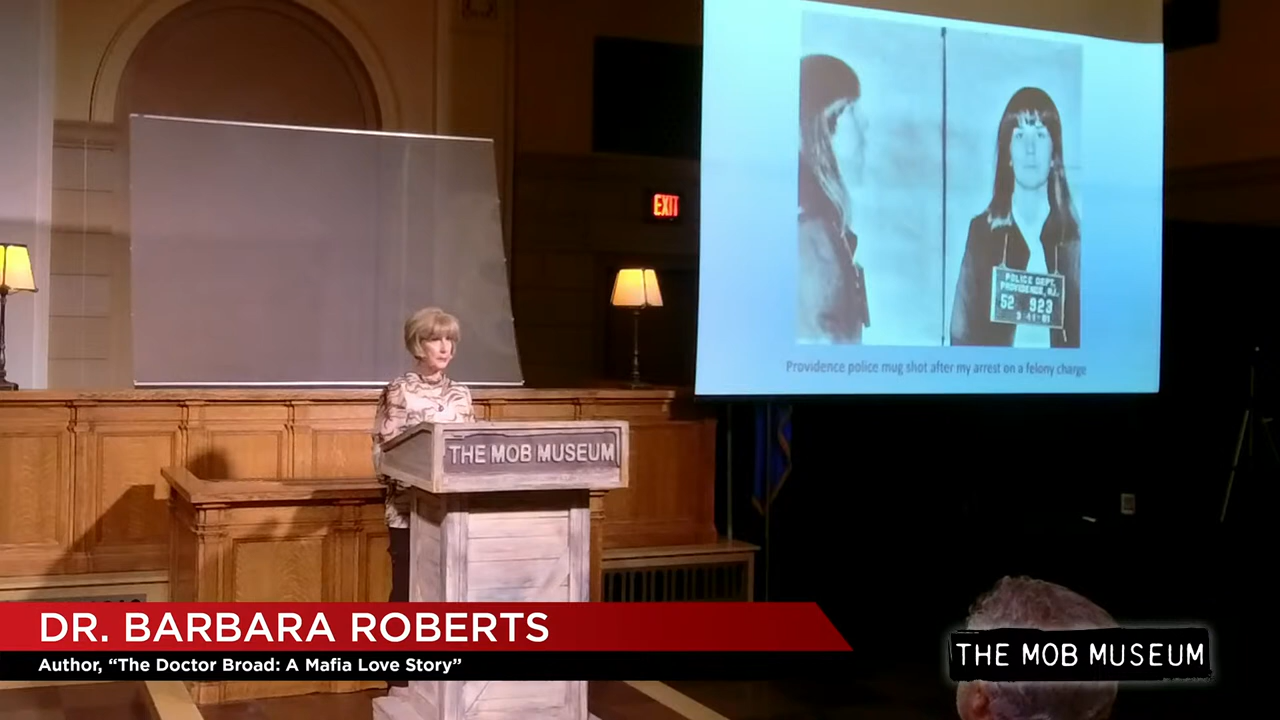 EXIT
POLICE DEPT.
PROVIDENCE, R.I.
52 923
Providence police mug shot after my arrest on a felony charge
THE MOB MUSEUM
DR. BARBARA ROBERTS
Author, “The Doctor Broad: A Mafia Love Story”
THE MOB MUSEUM